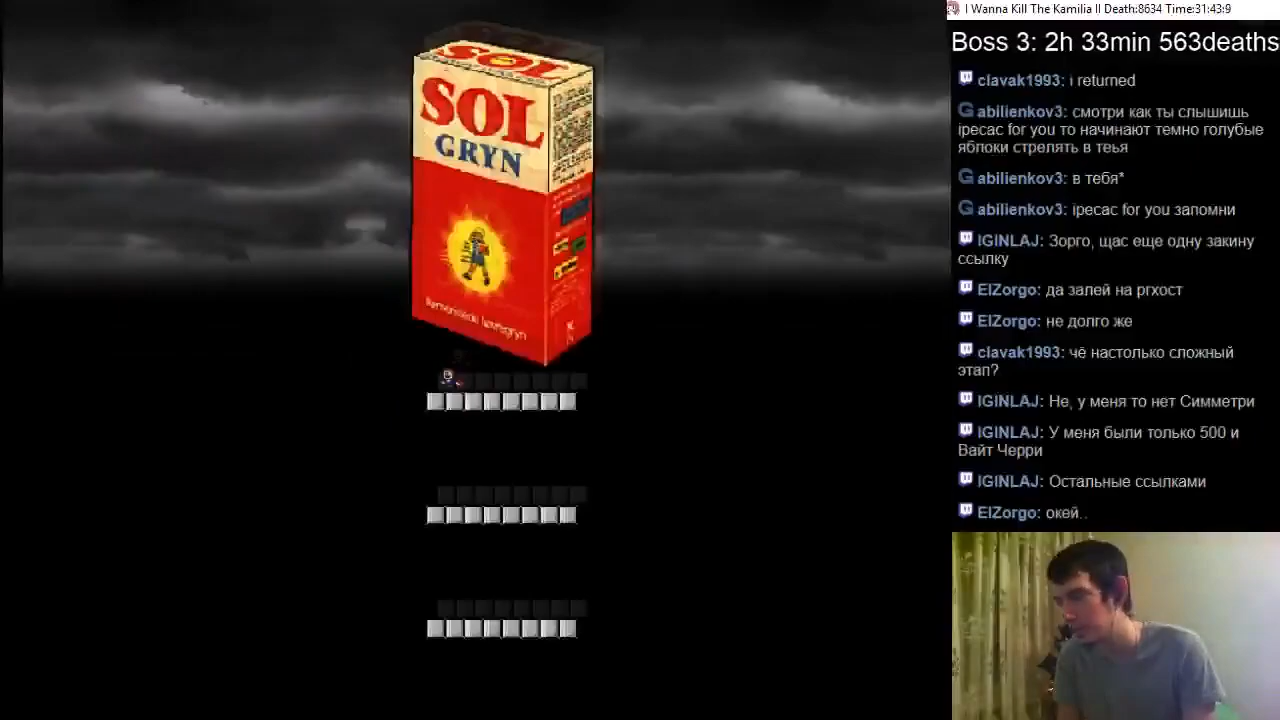 I Wanna Kill The Kamilia II Death:8634 Time:31:43:9
Boss 3: 2h 33min 563deaths
clavak1993: i returned
abilienkov3: смотри как ты слышишь
ipecac for you то начинают темно голубые
яблоки стрелять в теья
abilienkov3: в тебя*
abilienkov3: ipecac for you запомни
IGINLAJ: Зорго, щас еще одну закину
ссылку
ElZorgo: да залей на ргхост
ElZorgo: не долго же
clavak1993: чё настолько сложный
этап?
IGINLAJ: Не, у меня то нет Симметри
IGINLAJ: У меня были только 500 и
Вайт Черри
IGINLAJ: Остальные ссылками
ElZorgo: окей..
SOL
SOL
GRYN